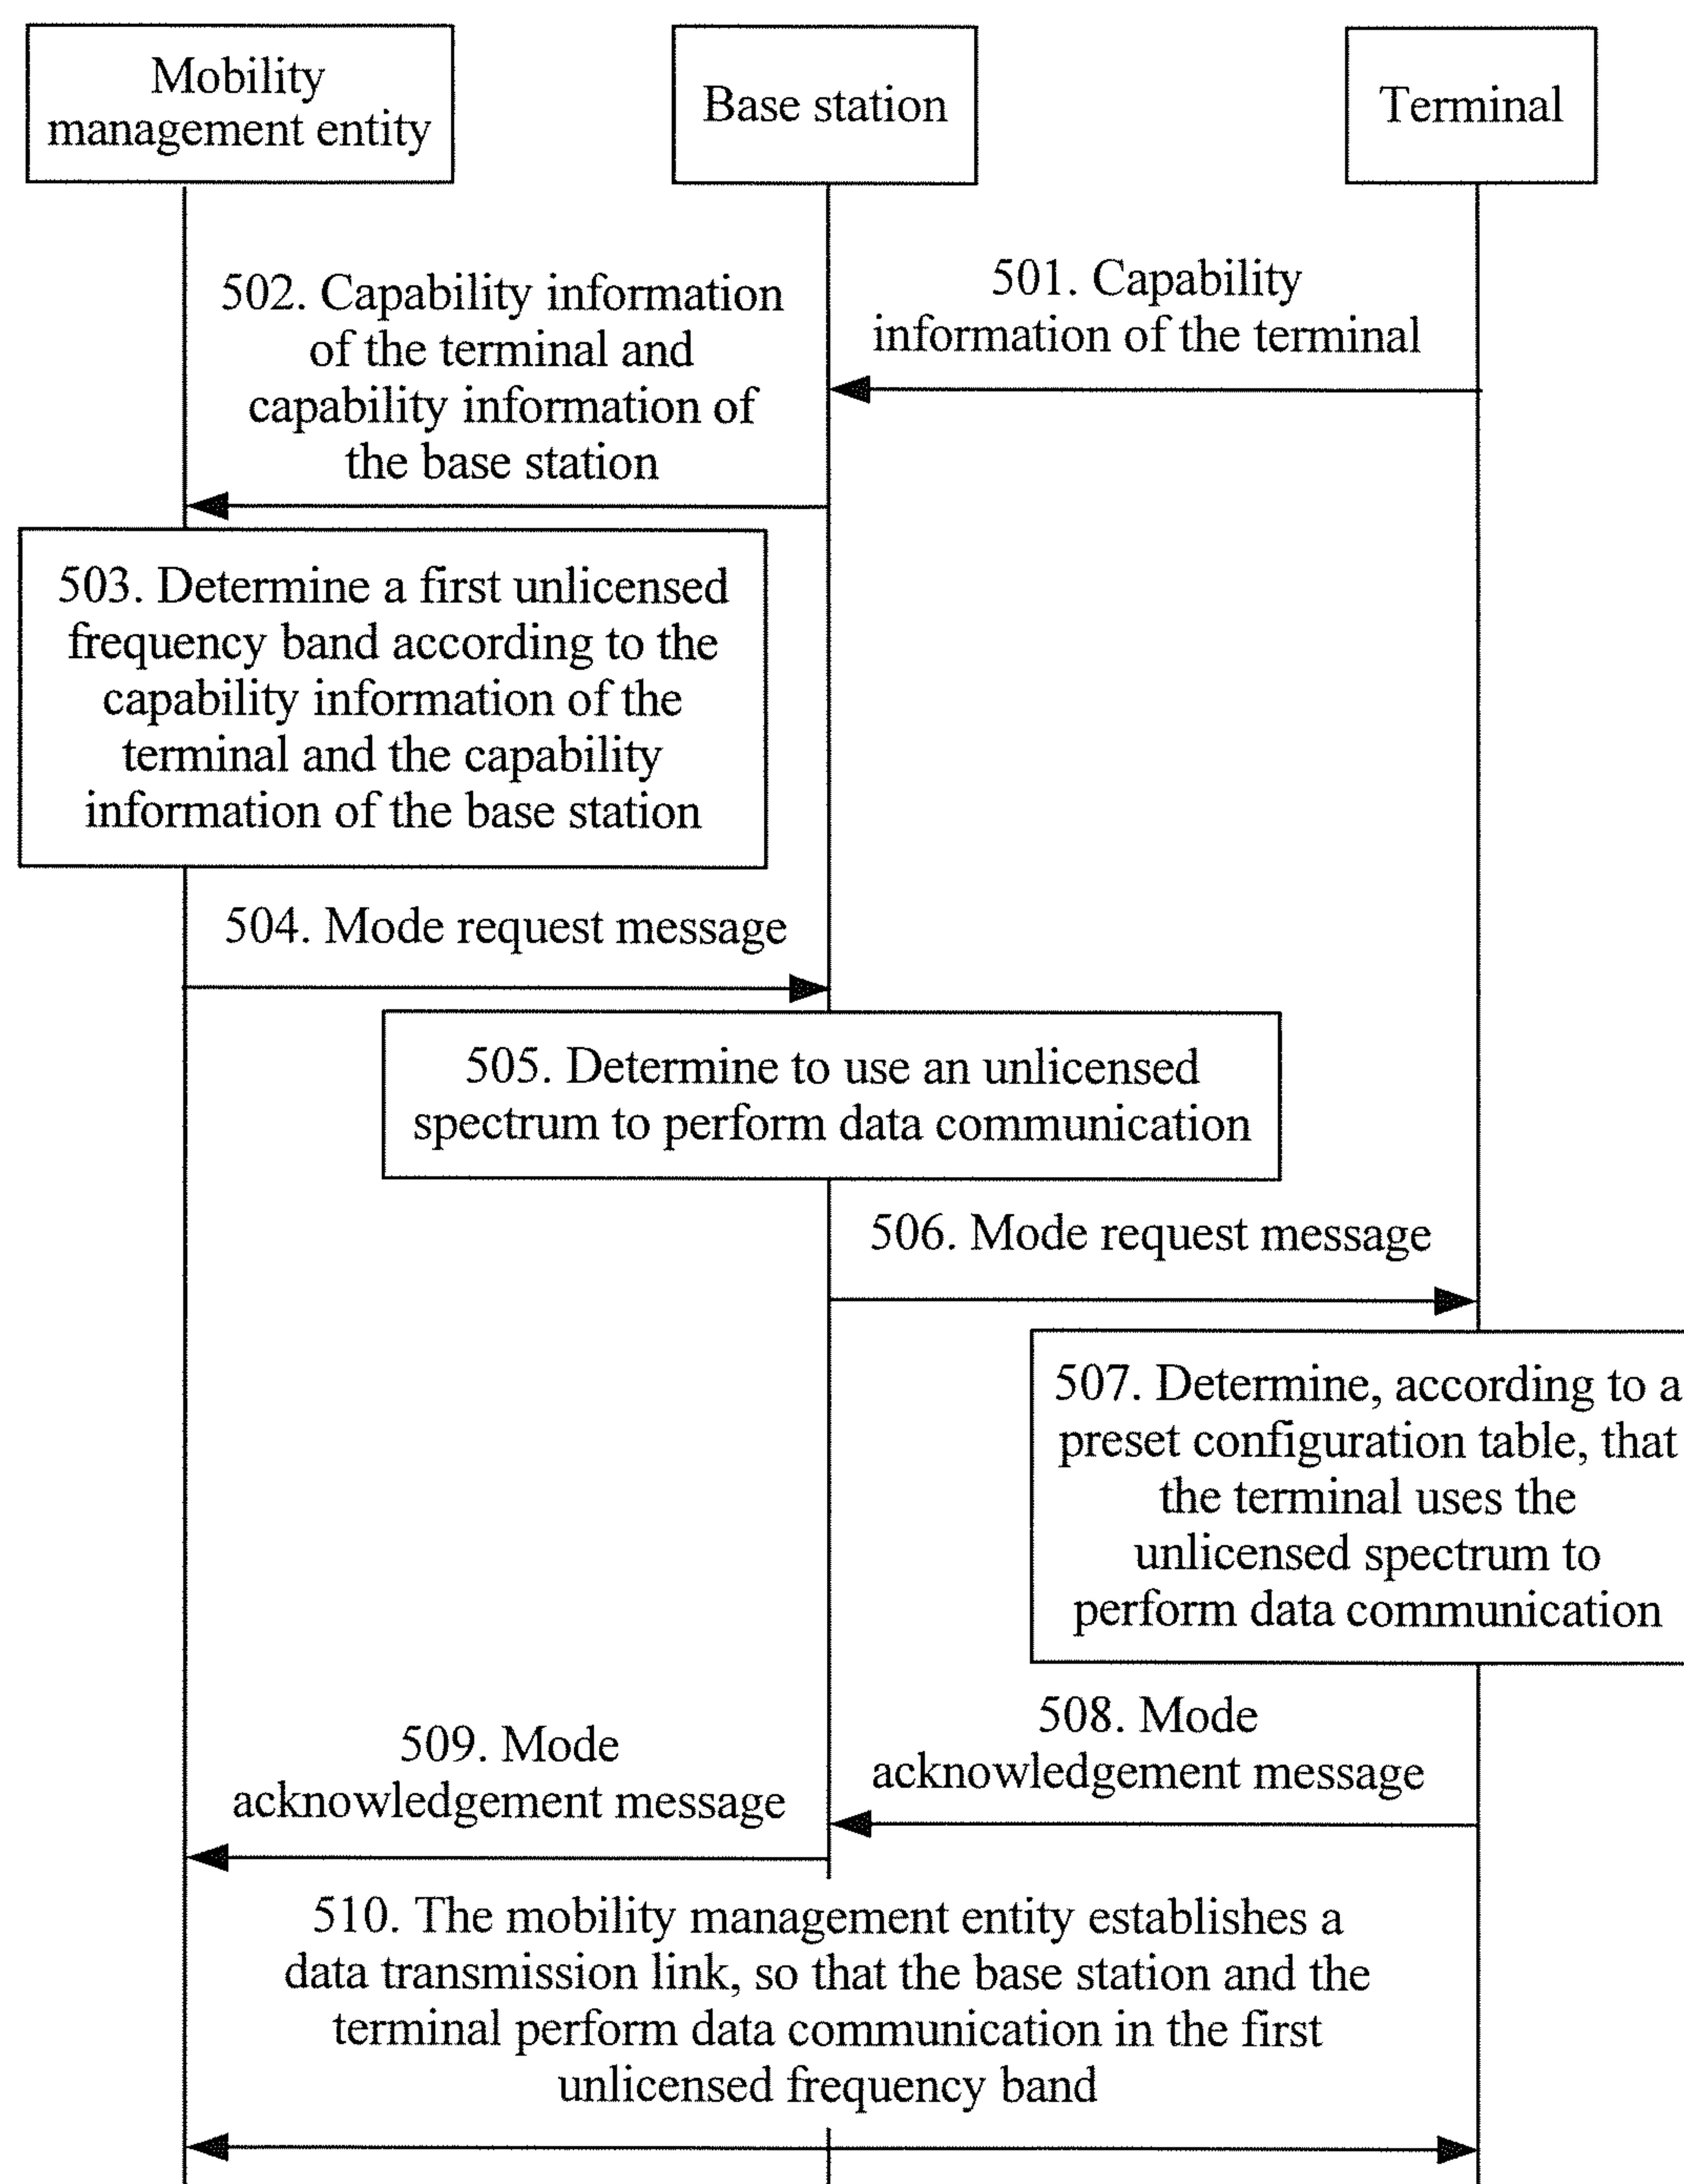 Mobility
management entity
Base station
Terminal
501. Capability
information of the terminal
502. Capability information
of the terminal and
capability information of
the base station
503. Determine a first unlicensed
frequency band according to the
capability information of the
terminal and the capability
information of the base station
504. Mode request message
505. Determine to use an unlicensed
spectrum to perform data communication
506. Mode request message
507. Determine, according to a
preset configuration table, that
the terminal uses the
unlicensed spectrum to
perform data communication
508. Mode
acknowledgement message
509. Mode
acknowledgement message
510. The mobility management entity establishes a
data transmission link, so that the base station and the
terminal perform data communication in the first
unlicensed frequency band